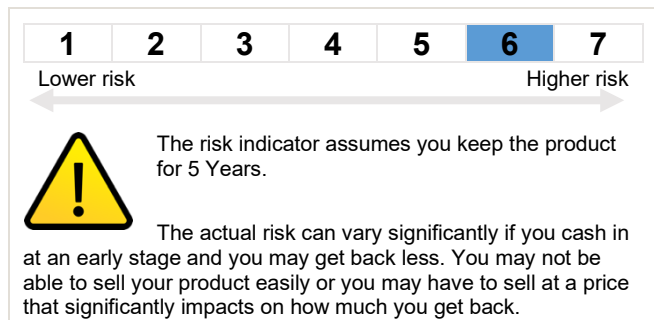 1 2 3 4 5 6 7
Lower risk Higher risk
The risk indicator assumes you keep the product
for 5 Years.
The actual risk can vary significantly if you cash in
at an early stage and you may get back less. You may not be
able to sell your product easily or you may have to sell at a price
that significantly impacts on how much you get back.